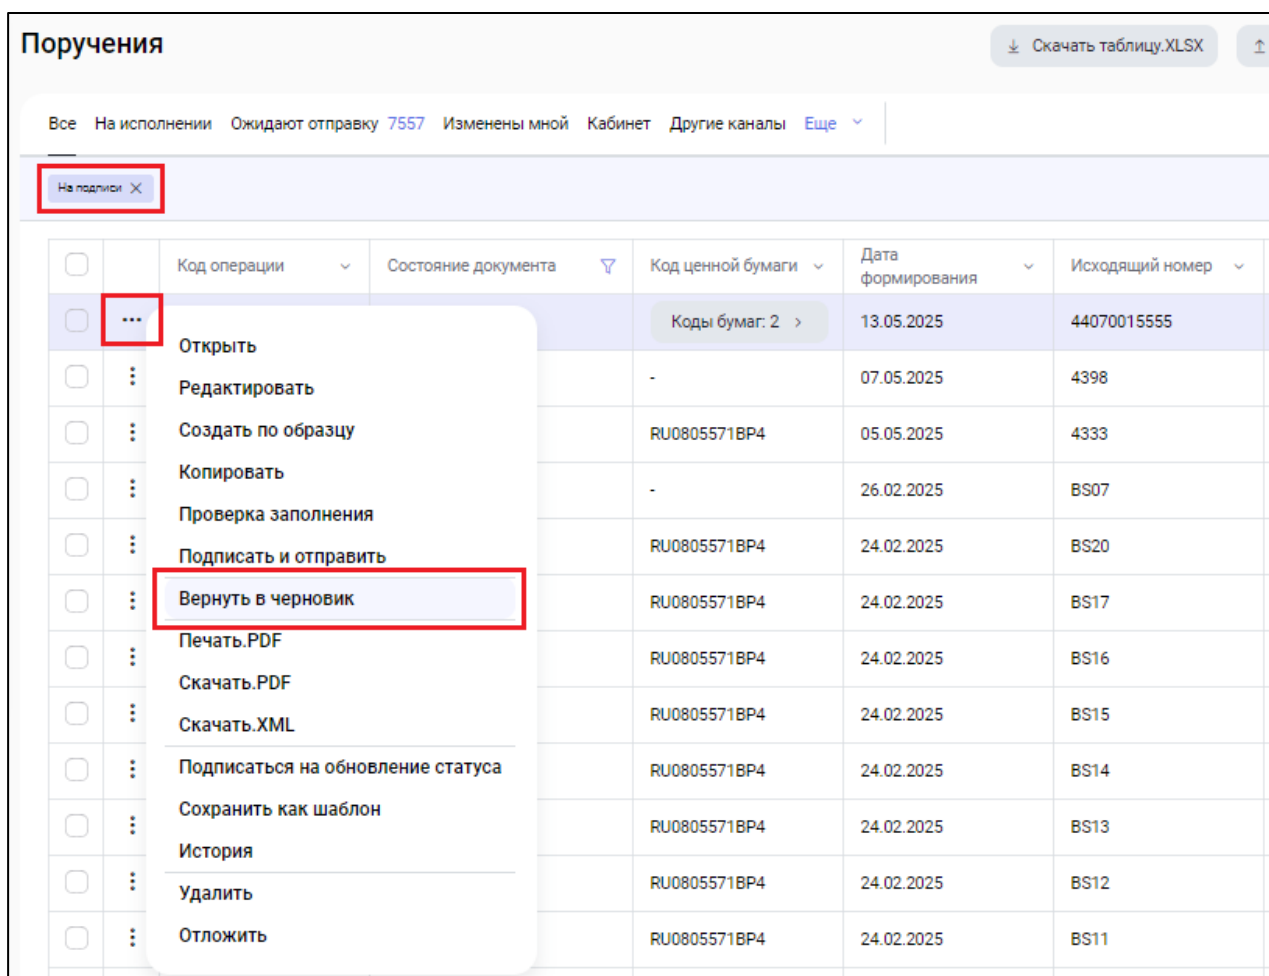 Поручения
Скачать таблицу.XLSX
Все На исполнении Ожидают отправку 7557 Изменены мной Кабинет Другие каналы Еще
На подписи
Код операции Состояние документа Код ценной бумаги Дата формирования Исходящий номер
Коды бумаг: 2 13.05.2025 44070015555
Открыть
- 07.05.2025 4398
Редактировать
Создать по образцу
RU0805571BP4 05.05.2025 4333
Копировать
- 26.02.2025 BS07
Проверка заполнения
Подписать и отправить
RU0805571BP4 24.02.2025 BS20
Вернуть в черновик
RU0805571BP4 24.02.2025 BS17
Печать.PDF
RU0805571BP4 24.02.2025 BS16
Скачать.PDF
Скачать.XML
RU0805571BP4 24.02.2025 BS15
Подписаться на обновление статуса
RU0805571BP4 24.02.2025 BS14
Сохранить как шаблон
RU0805571BP4 24.02.2025 BS13
История
Удалить
RU0805571BP4 24.02.2025 BS12
Отложить
RU0805571BP4 24.02.2025 BS11